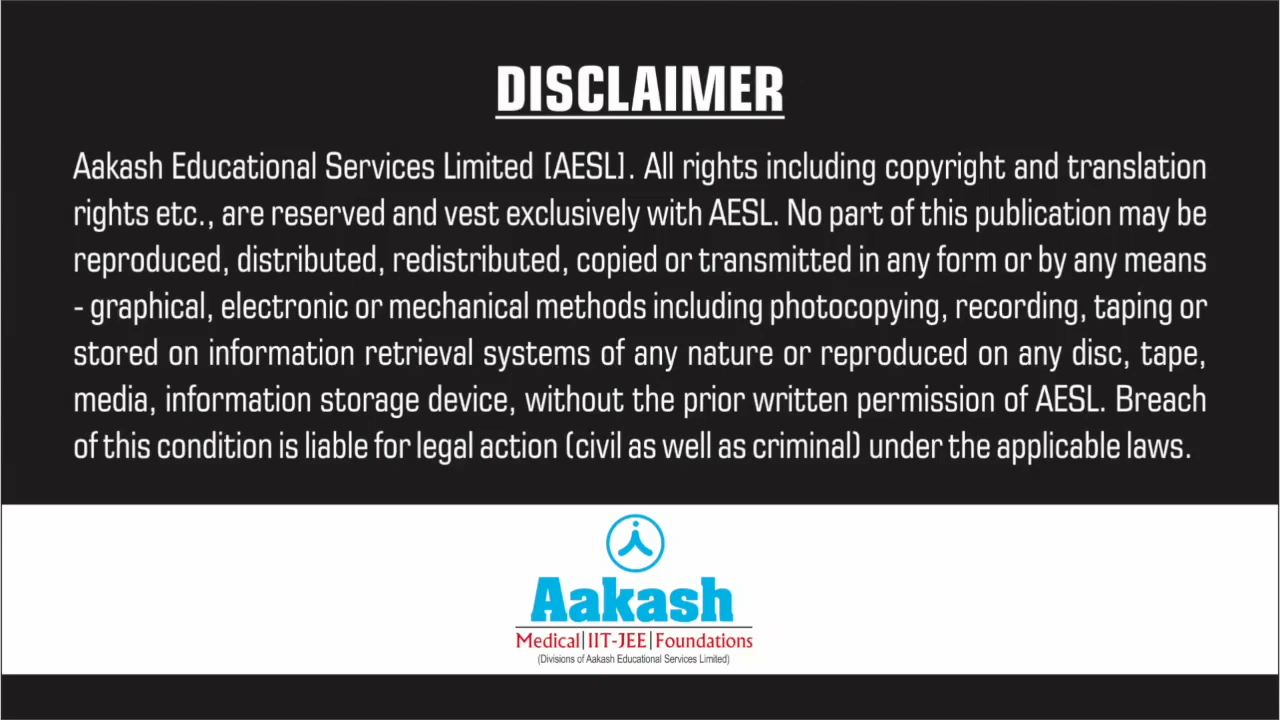 DISCLAIMER
Aakash Educational Services Limited [AESL]. All rights including copyright and translation
rights etc., are reserved and vest exclusively with AESL. No part of this publication may be
reproduced, distributed, redistributed, copied or transmitted in any form or by any means
- graphical, electronic or mechanical methods including photocopying, recording, taping or
stored on information retrieval systems of any nature or reproduced on any disc, tape,
media, information storage device, without the prior written permission of AESL. Breach
of this condition is liable for legal action (civil as well as criminal) under the applicable laws.
Aakash
Medical|IIT-JEE|Foundations
(Divisions of Aakash Educational Services Limited)